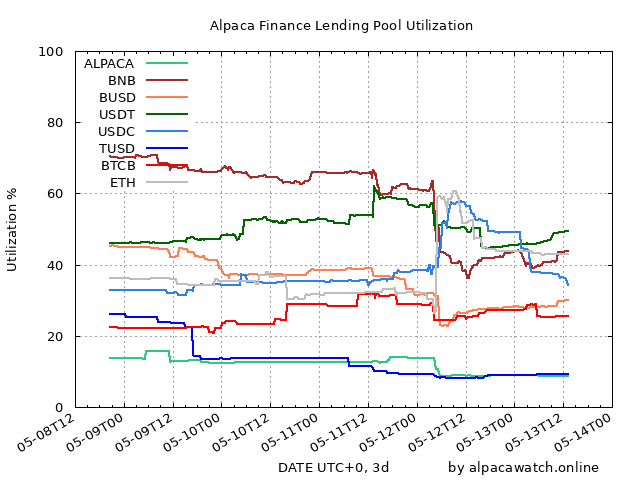 Alpaca Finance Lending Pool Utilization
100
80
60
40
20
0
Utilization %
ALPACA
BNB
BUSD
USDT
USDC
TUSD
BTCB
ETH
05-08T12
05-09T00
05-09T12
05-10T00
05-10T12
05-11T00
05-11T12
05-12T00
05-12T12
05-13T00
05-13T12
05-14T00
DATE UTC+0, 3d
by alpacawatch.online